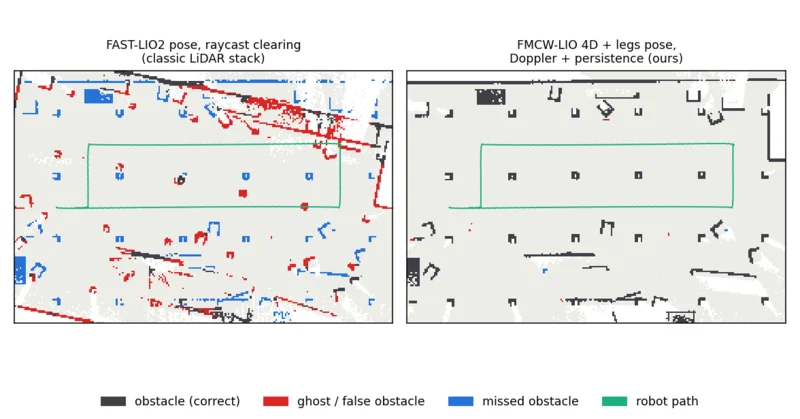 FAST-LIO2 pose, raycast clearing
(classic LiDAR stack)
FMCW-LIO 4D + legs pose,
Doppler + persistence (ours)
obstacle (correct)
ghost / false obstacle
missed obstacle
robot path